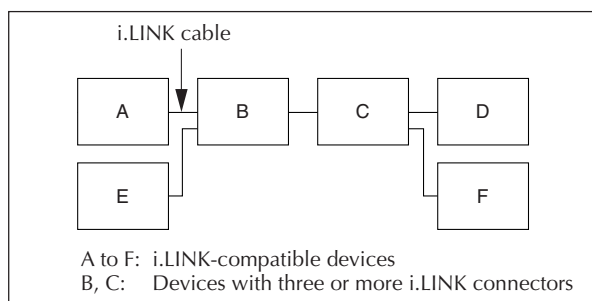 i.LINK cable
A B C D
E F
A to F: i.LINK-compatible devices
B, C: Devices with three or more i.LINK connectors